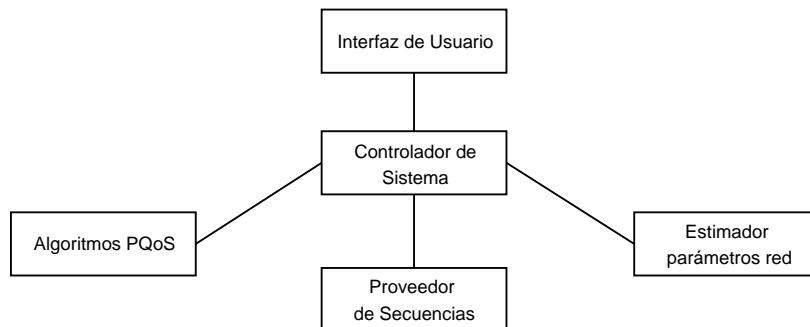 Interfaz de Usuario
Controlador de
Sistema
Algoritmos PQoS
Estimador
parámetros red
Proveedor
de Secuencias